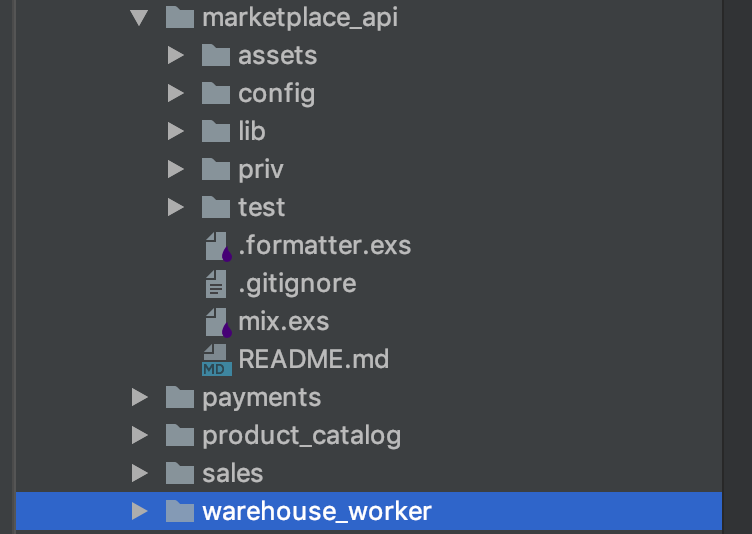 marketplace_api
assets
config
lib
priv
test
.formatter.exs
.gitignore
mix.exs
MD README.md
payments
product_catalog
sales
warehouse_worker